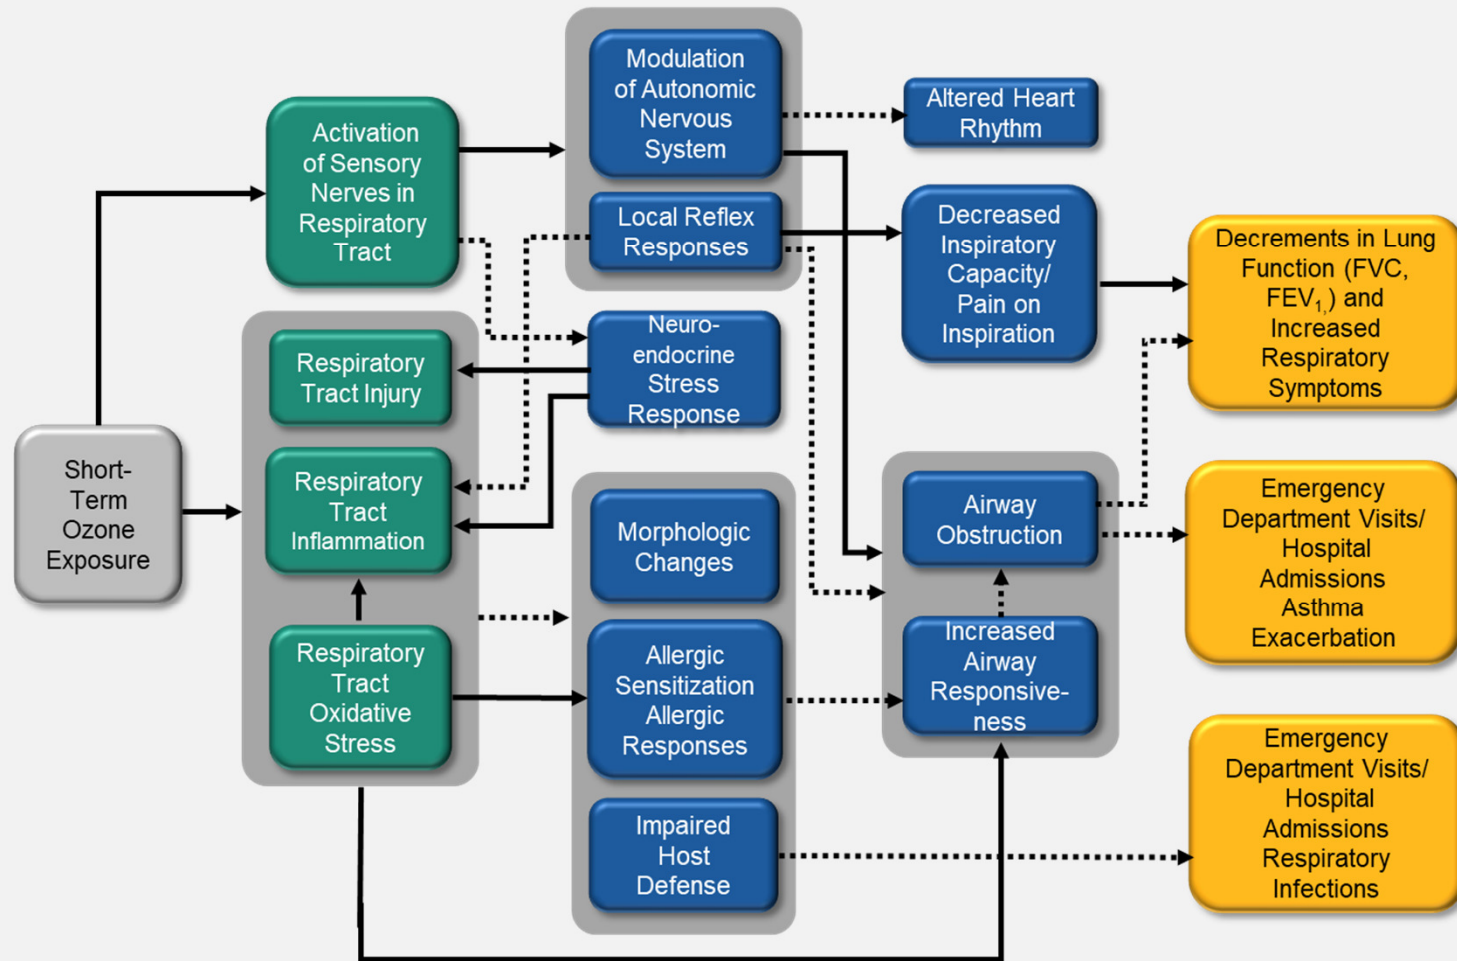 Short-
Term
Ozone
Exposure
Activation
of Sensory
Nerves in
Respiratory
Tract
Respiratory
Tract Injury
Respiratory
Tract
Inflammation
Respiratory
Tract
Oxidative
Stress
Modulation
of Autonomic
Nervous
System
Local Reflex
Responses
Neuro-
endocrine
Stress
Response
Morphologic
Changes
Allergic
Sensitization
Allergic
Responses
Impaired
Host
Defense
Altered Heart
Rhythm
Decreased
Inspiratory
Capacity/
Pain on
Inspiration
Airway
Obstruction
Increased
Airway
Responsive-
ness
Decrements in Lung
Function (FVC,
FEV1,) and
Increased
Respiratory
Symptoms
Emergency
Department Visits/
Hospital
Admissions
Asthma
Exacerbation
Emergency
Department Visits/
Hospital
Admissions
Respiratory
Infections